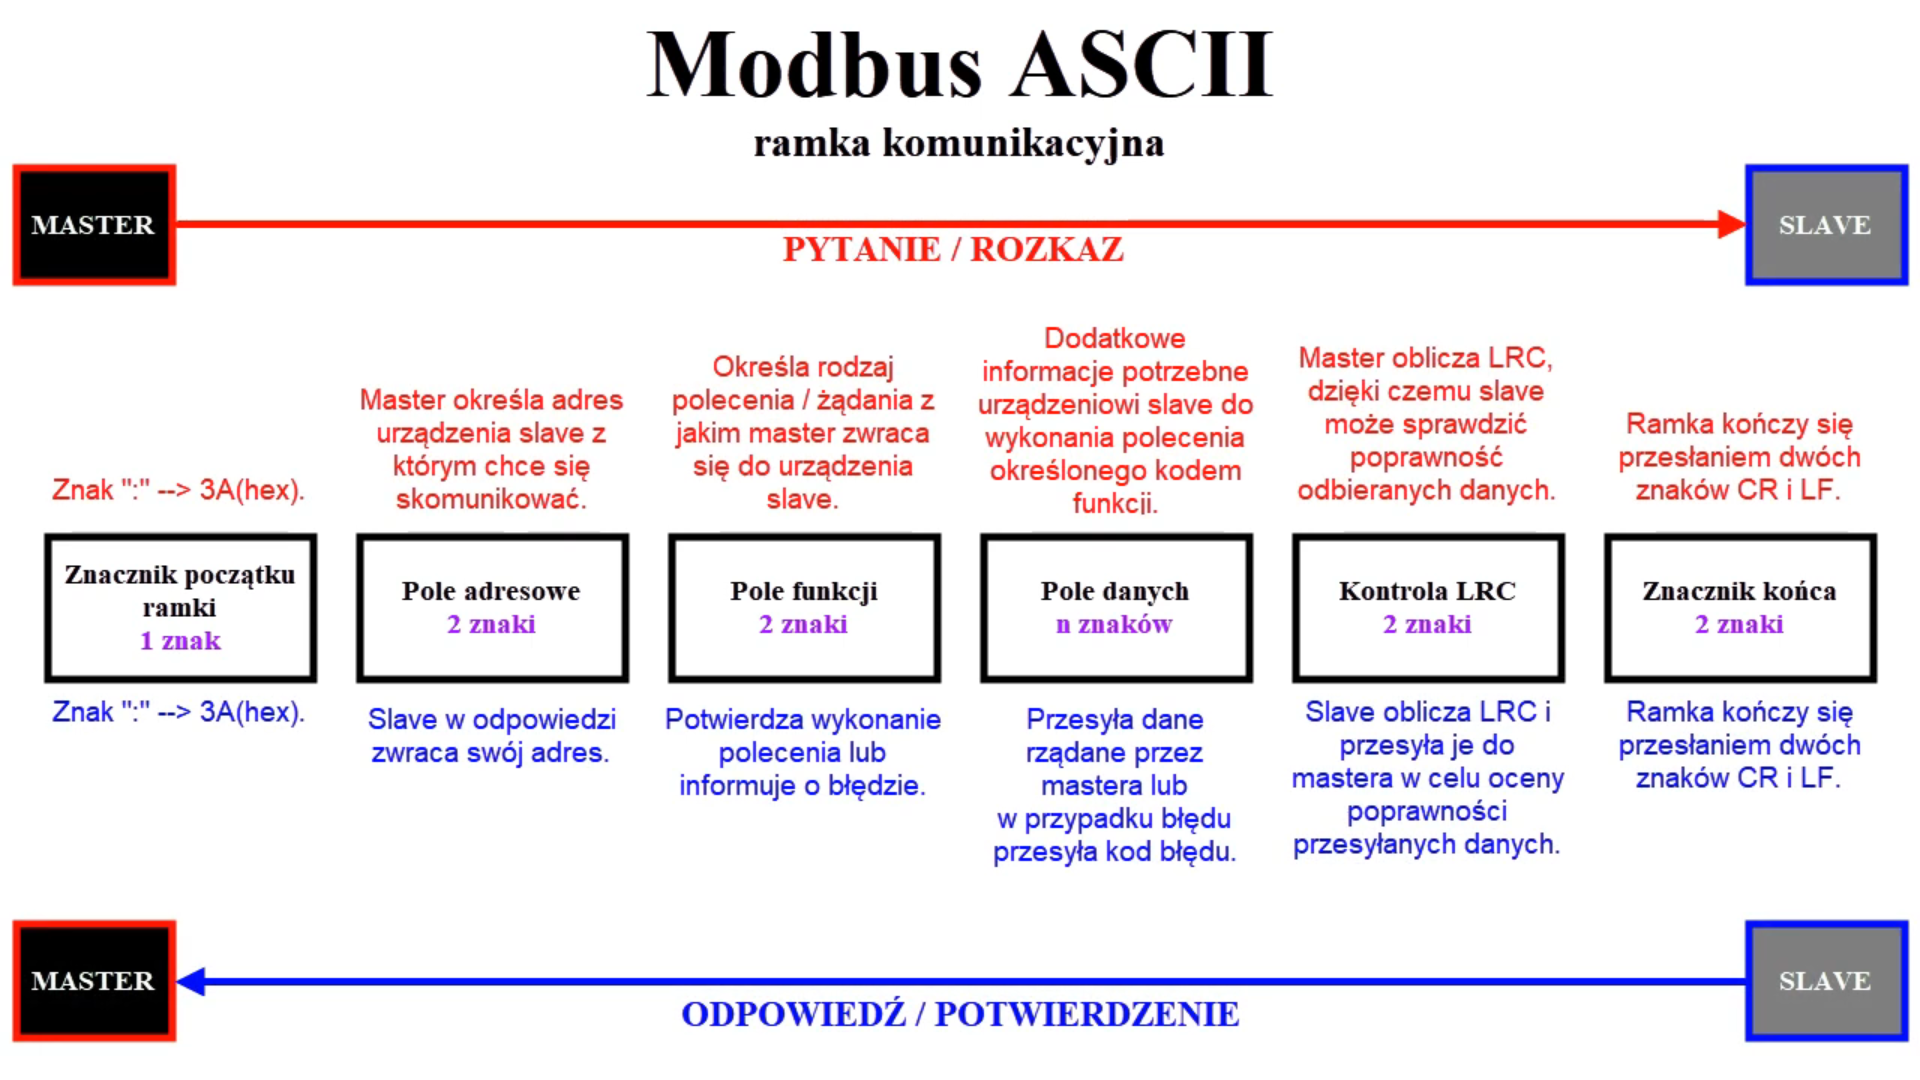 Modbus ASCII
ramka komunikacyjna
MASTER
SLAVE
PYTANIE / ROZKAZ
Znak ":" --> 3A(hex).
Master określa adres
urządzenia slave z
którym chce się
skomunikować.
Określa rodzaj
polecenia / żądania z
jakim master zwraca
się do urządzenia
slave.
Dodatkowe
informacje potrzebne
urządzeniowi slave do
wykonania polecenia
określonego kodem
funkcji.
Master oblicza LRC,
dzięki czemu slave
może sprawdzić
poprawność
odbieranych danych.
Ramka kończy się
przesłaniem dwóch
znaków CR i LF.
Znacznik początku
ramki
1 znak
Pole adresowe
2 znaki
Pole funkcji
2 znaki
Pole danych
n znaków
Kontrola LRC
2 znaki
Znacznik końca
2 znaki
Znak ":" --> 3A(hex).
Slave w odpowiedzi
zwraca swój adres.
Potwierdza wykonanie
polecenia lub
informuje o błędzie.
Przesyła dane
rządane przez
mastera lub
w przypadku błędu
przesyła kod błędu.
Slave oblicza LRC i
przesyła je do
mastera w celu oceny
poprawności
przesyłanych danych.
Ramka kończy się
przesłaniem dwóch
znaków CR i LF.
MASTER
SLAVE
ODPOWIEDŹ / POTWIERDZENIE